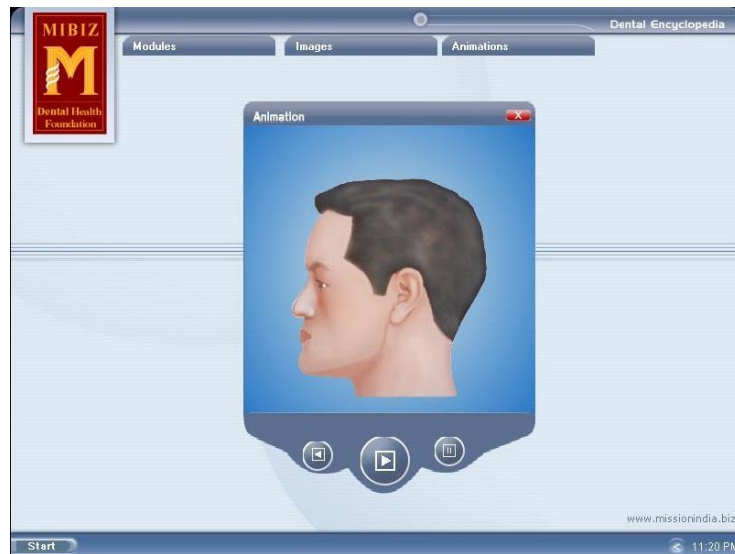 MIBIZ
M
Dental Health
Foundation
Dental Encyclopedia
Modules
Images
Animations
Animation
X
www.missionindia.biz
Start
11:20 PM